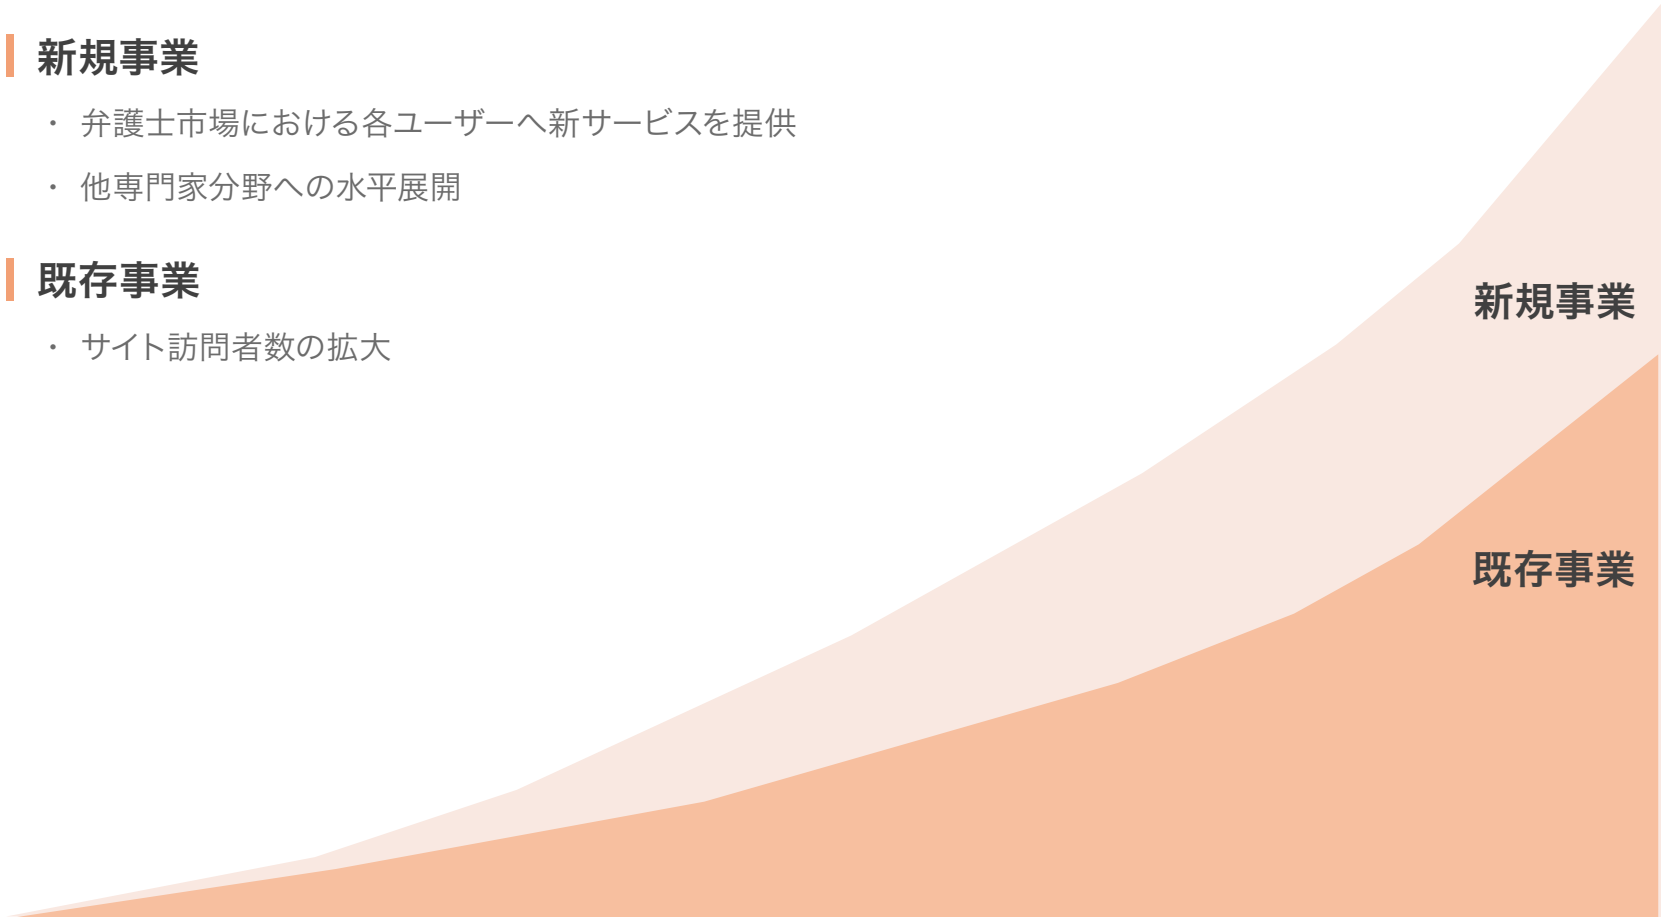 新規事業
・ 弁護士市場における各ユーザーへ新サービスを提供
・ 他専門家分野への水平展開
既存事業
・ サイト訪問者数の拡大
新規事業
既存事業